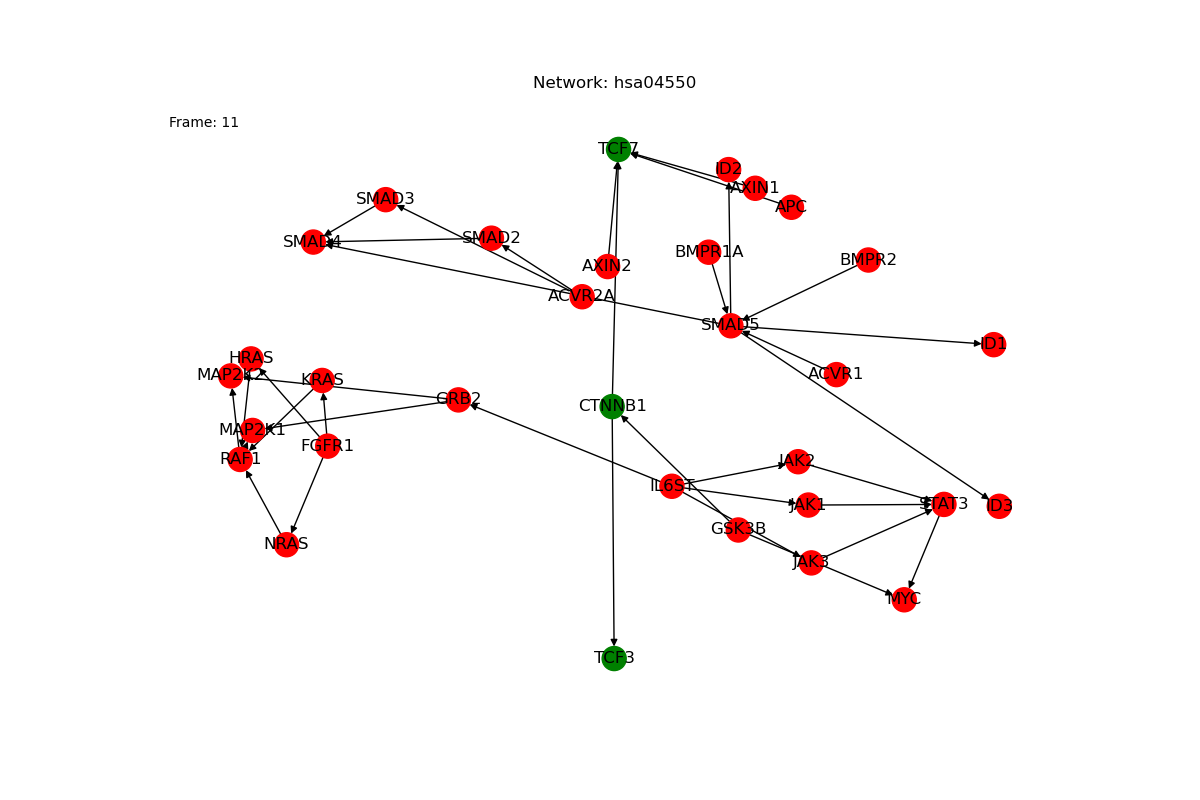 Network: hsa04550
Frame: 11
TCF7
ID2
AXIN1
APC
SMAD3
SMAD4
SMAD2
BMPR1A
BMPR2
AXIN2
ACVR2A
SMAD5
ID1
HRAS
MAP2K2
KRAS
ACVR1
GRB2
CTNNB1
MAP2K1
FGFR1
RAF1
JAK2
IL6ST
JAK1
STAT3
ID3
GSK3B
NRAS
JAK3
MYC
TCF3